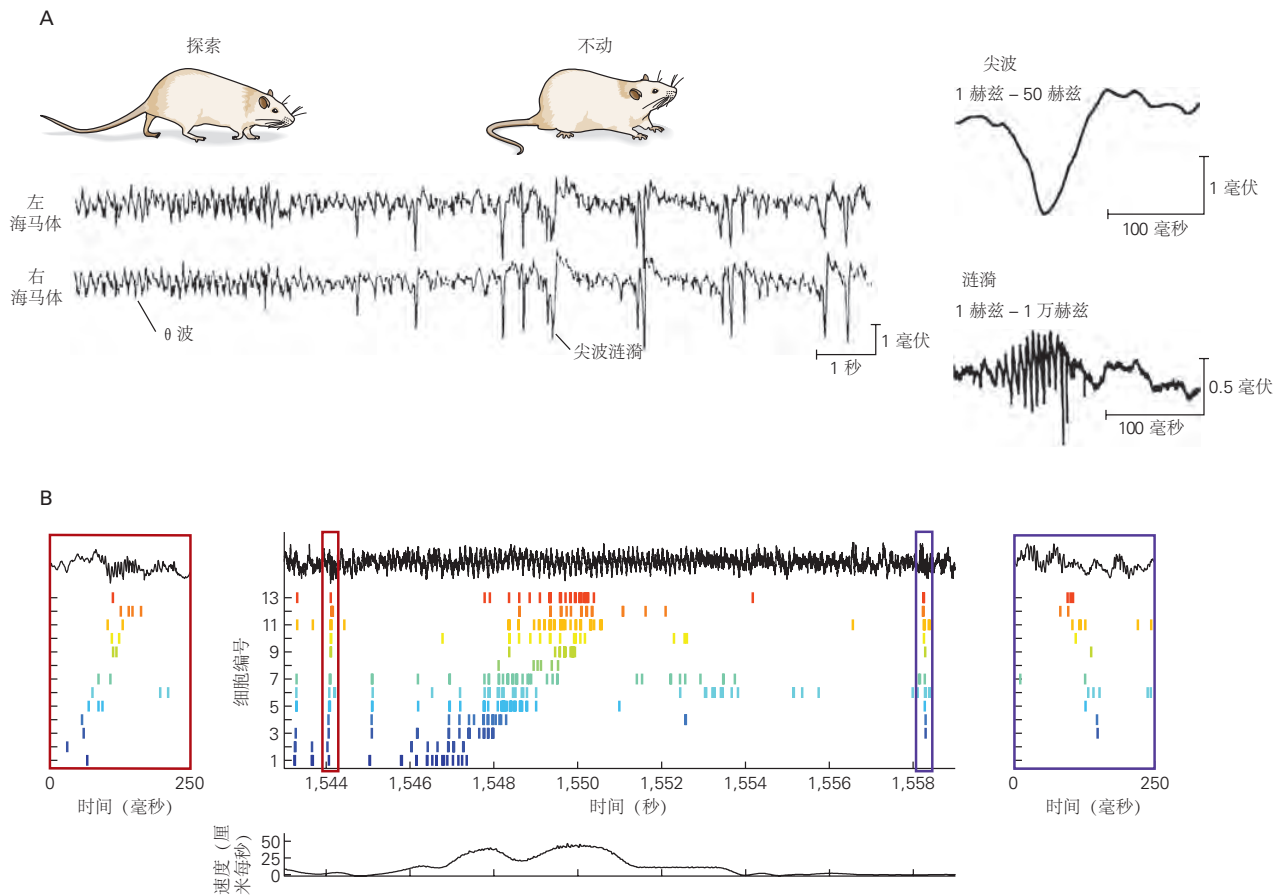 A
探索
不动
左
海马体
右
海马体
θ 波
尖波涟漪
1 毫伏
1 秒
尖波
1 赫兹 – 50 赫兹
1 毫伏
100 毫秒
涟漪
1 赫兹 – 1 万赫兹
0.5 毫伏
100 毫秒
B
0
250
时间（毫秒）
细胞编号
13
11
9
7
5
3
1
1,544
1,546
1,548
1,550
1,552
1,554
1,556
1,558
时间（秒）
0
250
时间（毫秒）
速度（厘
米每秒）
50
25
0